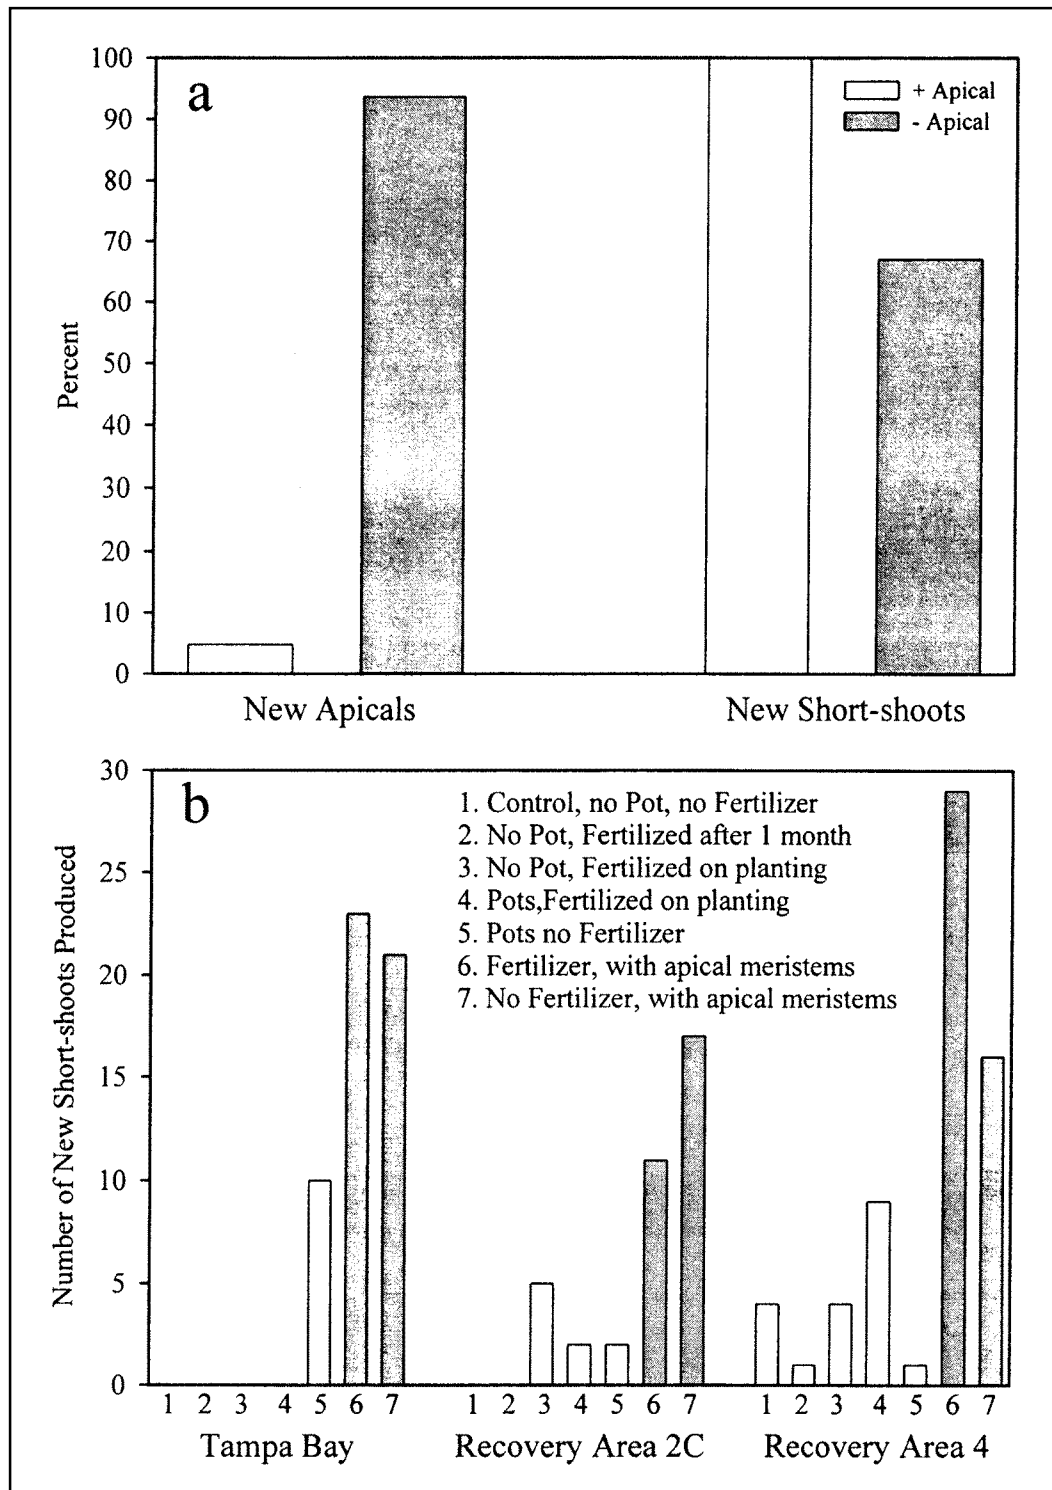 a
100
90
80
70
60
50
40
30
20
10
0
Percent
+ Apical
- Apical
New Apicals
New Short-shoots
b
30
25
20
15
10
5
0
Number of New Short-shoots Produced
1. Control, no Pot, no Fertilizer
2. No Pot, Fertilized after 1 month
3. No Pot, Fertilized on planting
4. Pots,Fertilized on planting
5. Pots no Fertilizer
6. Fertilizer, with apical meristems
7. No Fertilizer, with apical meristems
1 2 3 4 5 6 7 1 2 3 4 5 6 7 1 2 3 4 5 6 7
Tampa Bay
Recovery Area 2C
Recovery Area 4